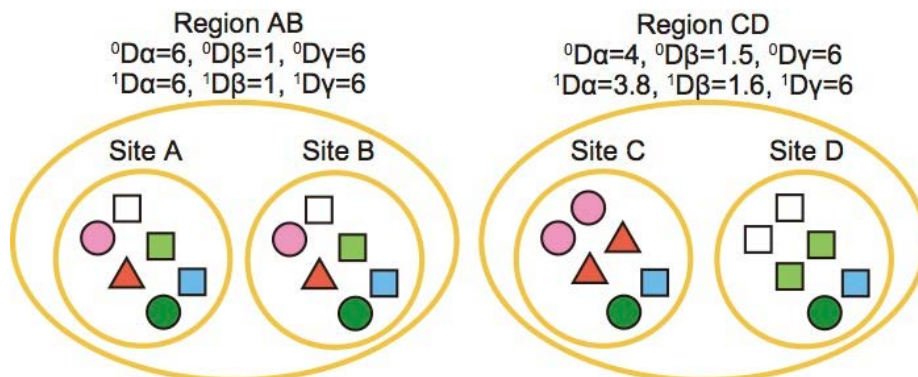 Region AB
⁰Dα=6, ⁰Dβ=1, ⁰Dγ=6
¹Dα=6, ¹Dβ=1, ¹Dγ=6
Site A
Site B
Region CD
⁰Dα=4, ⁰Dβ=1.5, ⁰Dγ=6
¹Dα=3.8, ¹Dβ=1.6, ¹Dγ=6
Site C
Site D